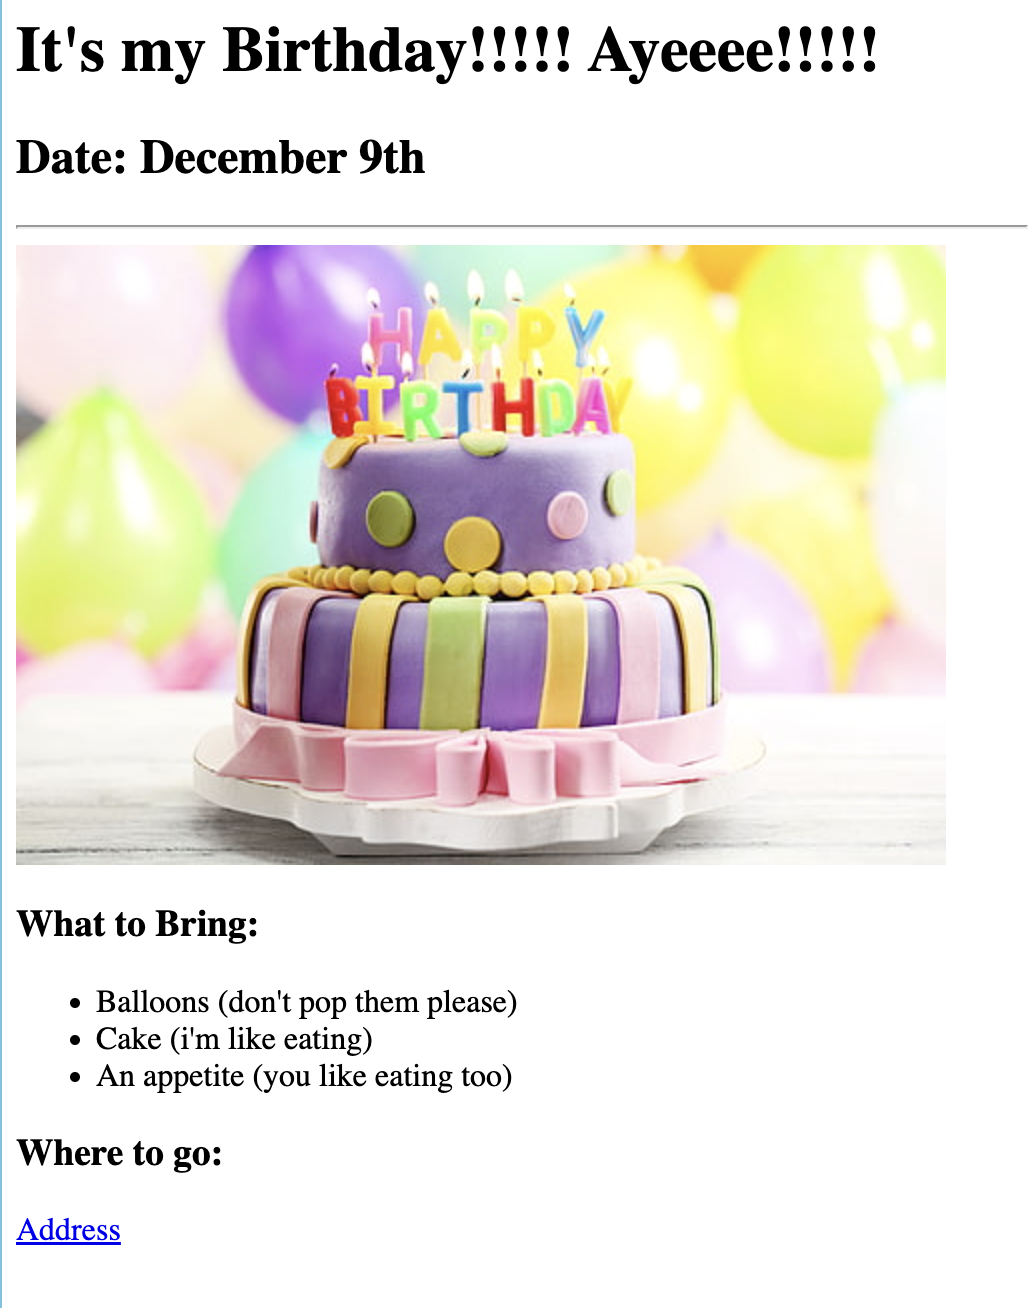 It's my Birthday!!!!! Ayeeee!!!!!
Date: December 9th
HAPPY
BIRTHDAY
What to Bring:
Balloons (don't pop them please)
Cake (i'm like eating)
An appetite (you like eating too)
Where to go:
Address